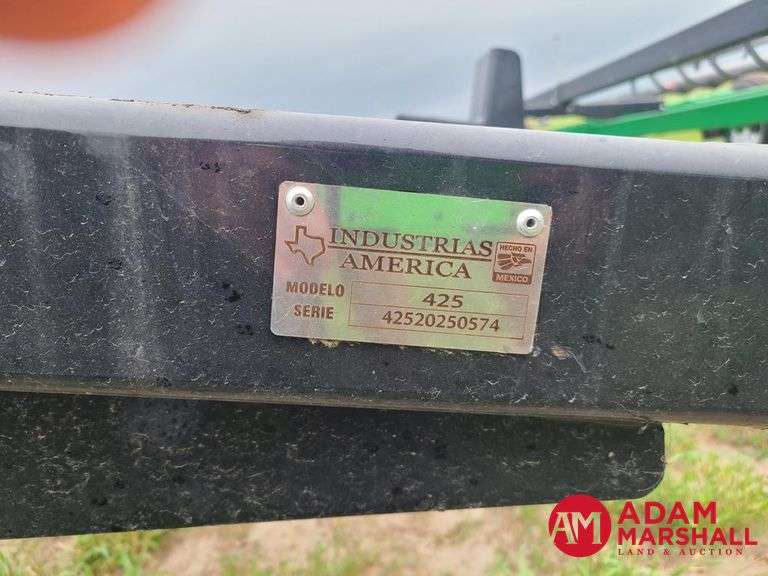 INDUSTRIAS
AMERICA
HECHO EN
MEXICO
MODELO 425
SERIE 42520250574
AM ADAM
MARSHALL
LAND & AUCTION